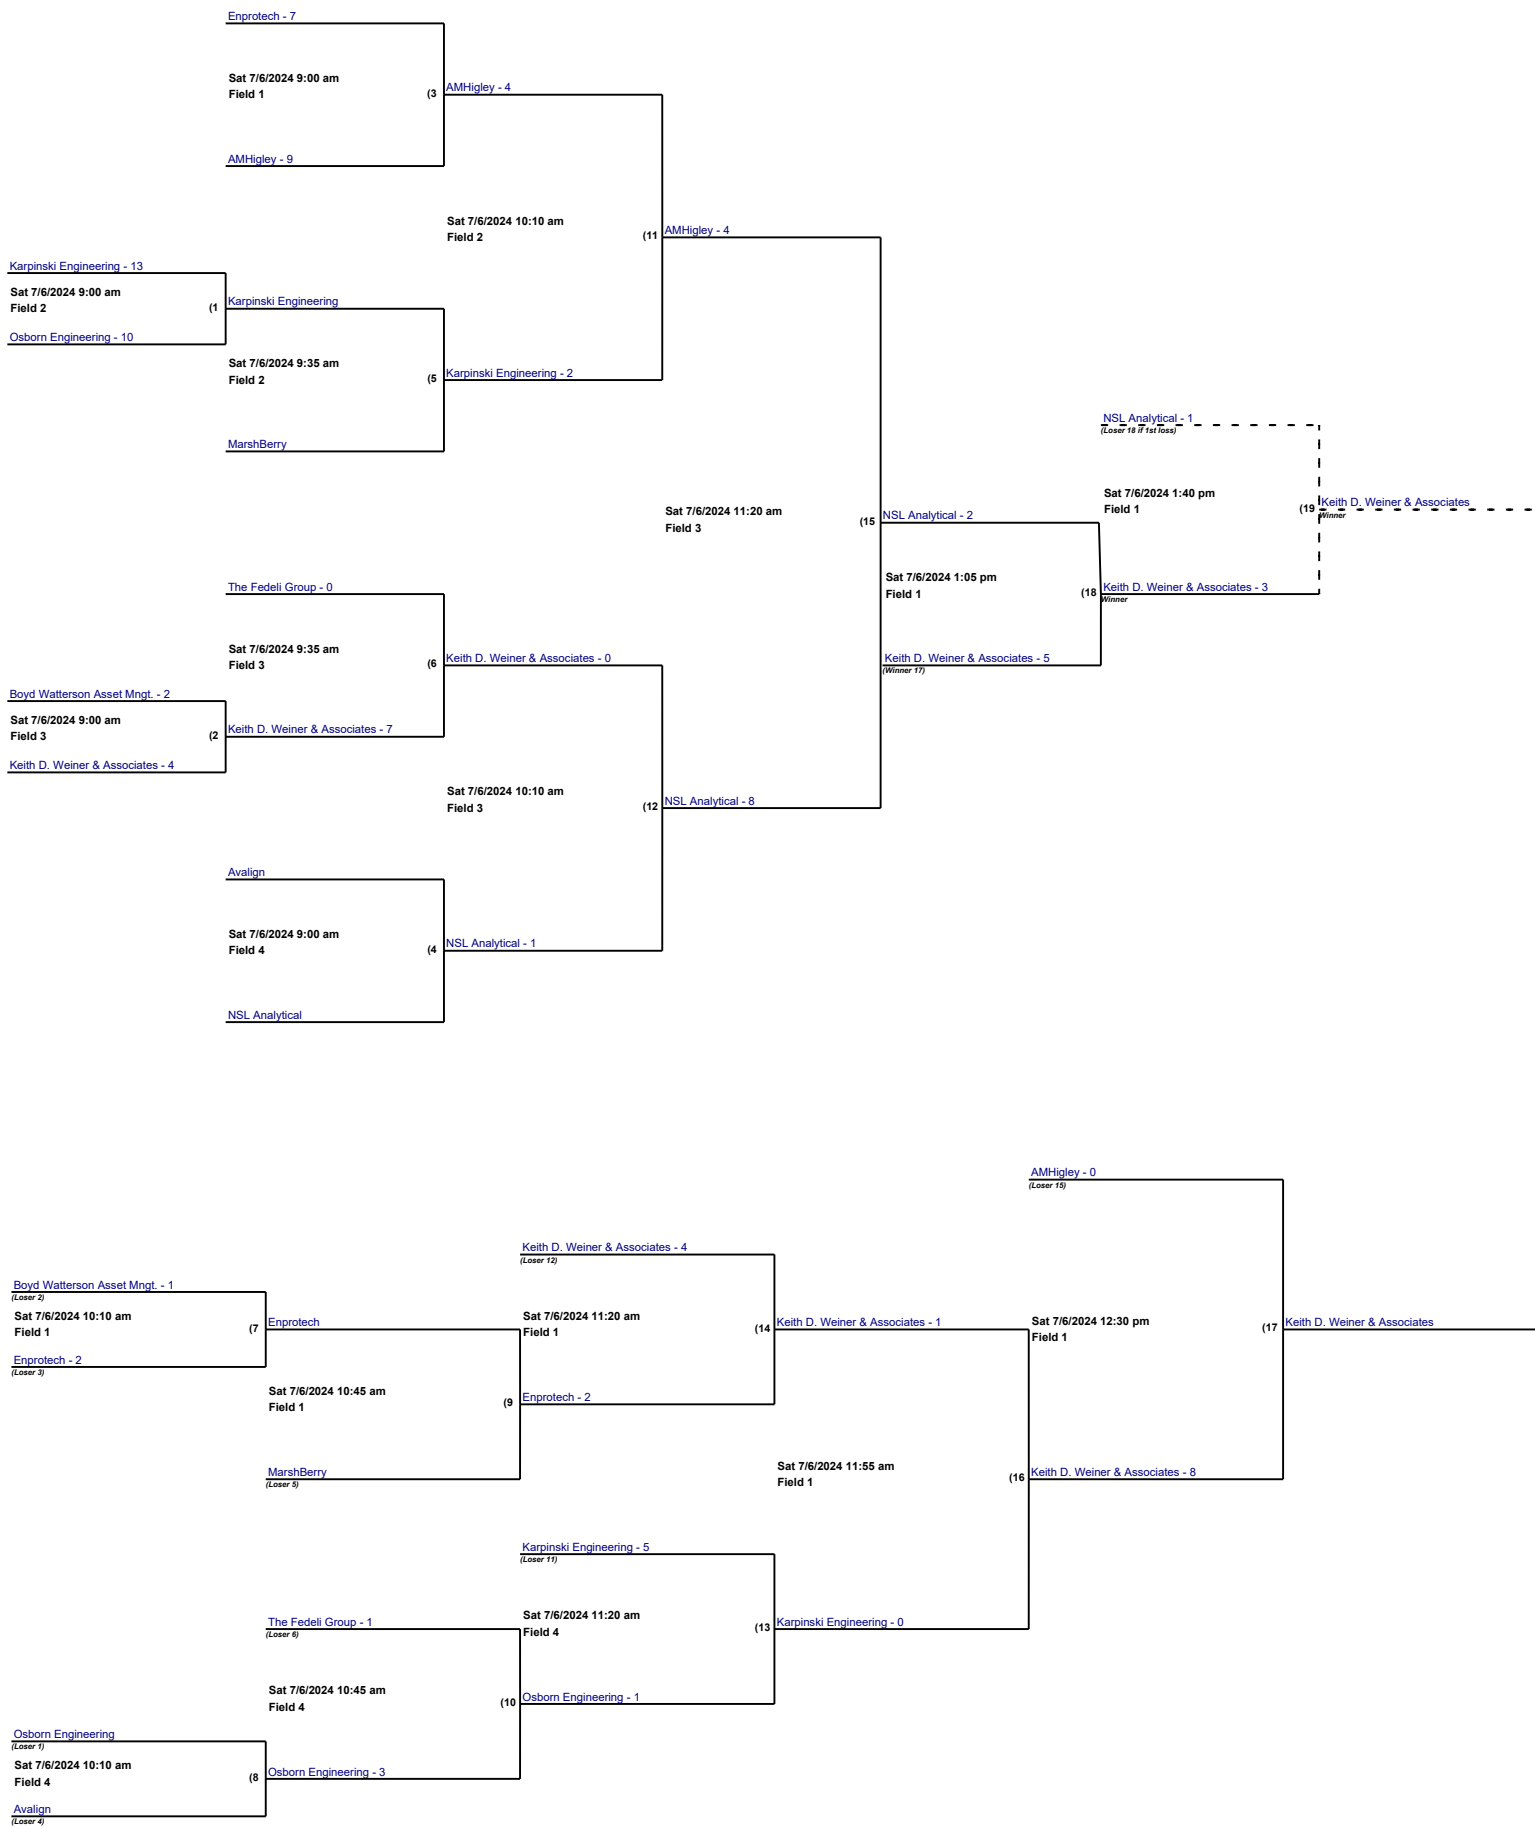 Enprotech - 7
Sat 7/6/2024 9:00 am
Field 1
(3
AMHigley - 4
AMHigley - 9
Sat 7/6/2024 10:10 am
Field 2
(11
AMHigley - 4
Karpinski Engineering - 13
Sat 7/6/2024 9:00 am
Field 2
(1
Karpinski Engineering
Osborn Engineering - 10
Sat 7/6/2024 9:35 am
Field 2
(5
Karpinski Engineering - 2
MarshBerry
NSL Analytical - 1
(Loser 18 if 1st loss)
Sat 7/6/2024 1:40 pm
Field 1
(19
Keith D. Weiner & Associates
Winner
Sat 7/6/2024 11:20 am
Field 3
(15
NSL Analytical - 2
Sat 7/6/2024 1:05 pm
Field 1
(18
Keith D. Weiner & Associates - 3
Winner
The Fedeli Group - 0
Sat 7/6/2024 9:35 am
Field 3
(6
Keith D. Weiner & Associates - 0
Keith D. Weiner & Associates - 5
(Winner 17)
Boyd Watterson Asset Mngt. - 2
Sat 7/6/2024 9:00 am
Field 3
(2
Keith D. Weiner & Associates - 7
Keith D. Weiner & Associates - 4
Sat 7/6/2024 10:10 am
Field 3
(12
NSL Analytical - 8
Avalign
Sat 7/6/2024 9:00 am
Field 4
(4
NSL Analytical - 1
NSL Analytical
AMHigley - 0
(Loser 15)
Keith D. Weiner & Associates - 4
(Loser 12)
Boyd Watterson Asset Mngt. - 1
(Loser 2)
Sat 7/6/2024 10:10 am
Field 1
(7
Enprotech
Sat 7/6/2024 11:20 am
Field 1
(14
Keith D. Weiner & Associates - 1
Sat 7/6/2024 12:30 pm
Field 1
(17
Keith D. Weiner & Associates
Enprotech - 2
(Loser 3)
Sat 7/6/2024 10:45 am
Field 1
(9
Enprotech - 2
MarshBerry
(Loser 5)
Sat 7/6/2024 11:55 am
Field 1
(16
Keith D. Weiner & Associates - 8
Karpinski Engineering - 5
(Loser 11)
The Fedeli Group - 1
(Loser 6)
Sat 7/6/2024 11:20 am
Field 4
(13
Karpinski Engineering - 0
Sat 7/6/2024 10:45 am
Field 4
(10
Osborn Engineering - 1
Osborn Engineering
(Loser 1)
Sat 7/6/2024 10:10 am
Field 4
(8
Osborn Engineering - 3
Avalign
(Loser 4)